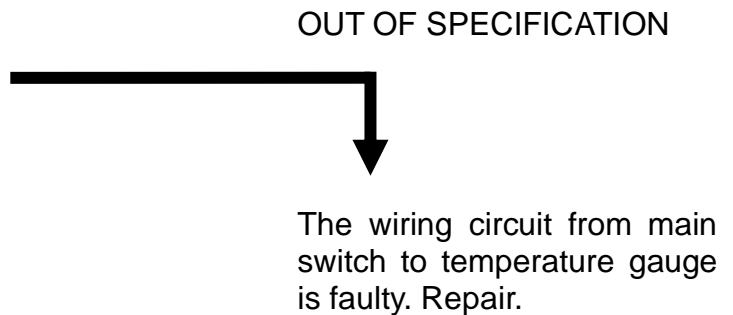 OUT OF SPECIFICATION
The wiring circuit from main
switch to temperature gauge
is faulty. Repair.